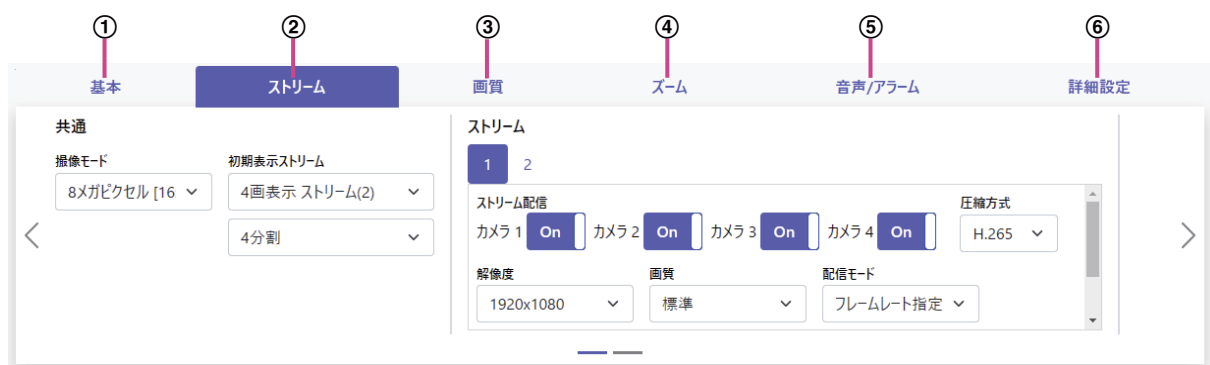 ① ② ③ ④ ⑤ ⑥
基本 ストリーム 画質 ズーム 音声/アラーム 詳細設定
共通
撮像モード 初期表示ストリーム
8メガピクセル [16 4画表示 ストリーム(2)
4分割
ストリーム
1 2
ストリーム配信 圧縮方式
カメラ 1 On カメラ 2 On カメラ 3 On カメラ 4 On H.265
解像度 画質 配信モード
1920x1080 標準 フレームレート指定